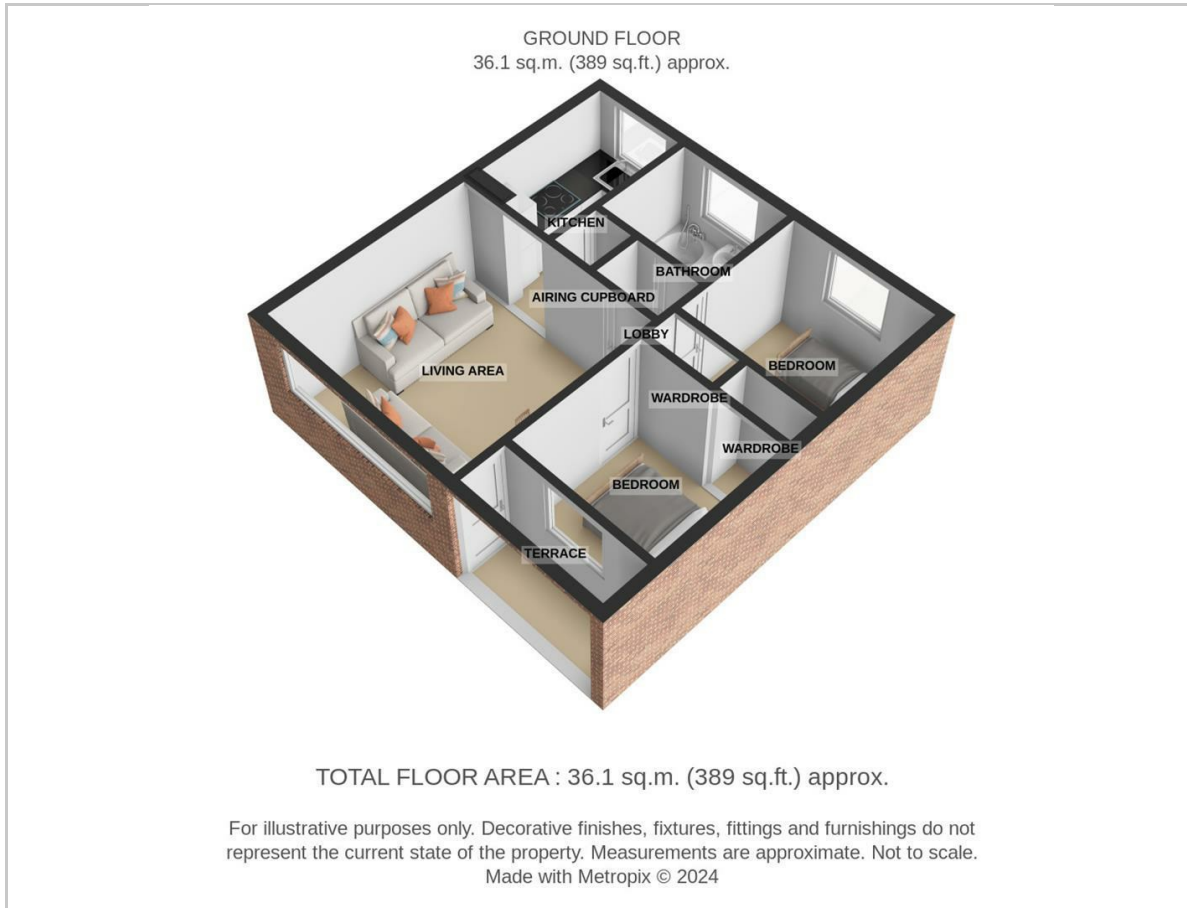 GROUND FLOOR
36.1 sq.m. (389 sq.ft.) approx.
KITCHEN
BATHROOM
AIRING CUPBOARD
LOBBY
LIVING AREA
BEDROOM
WARDROBE
WARDROBE
BEDROOM
TERRACE
TOTAL FLOOR AREA : 36.1 sq.m. (389 sq.ft.) approx.
For illustrative purposes only. Decorative finishes, fixtures, fittings and furnishings do not
represent the current state of the property. Measurements are approximate. Not to scale.
Made with Metropix © 2024